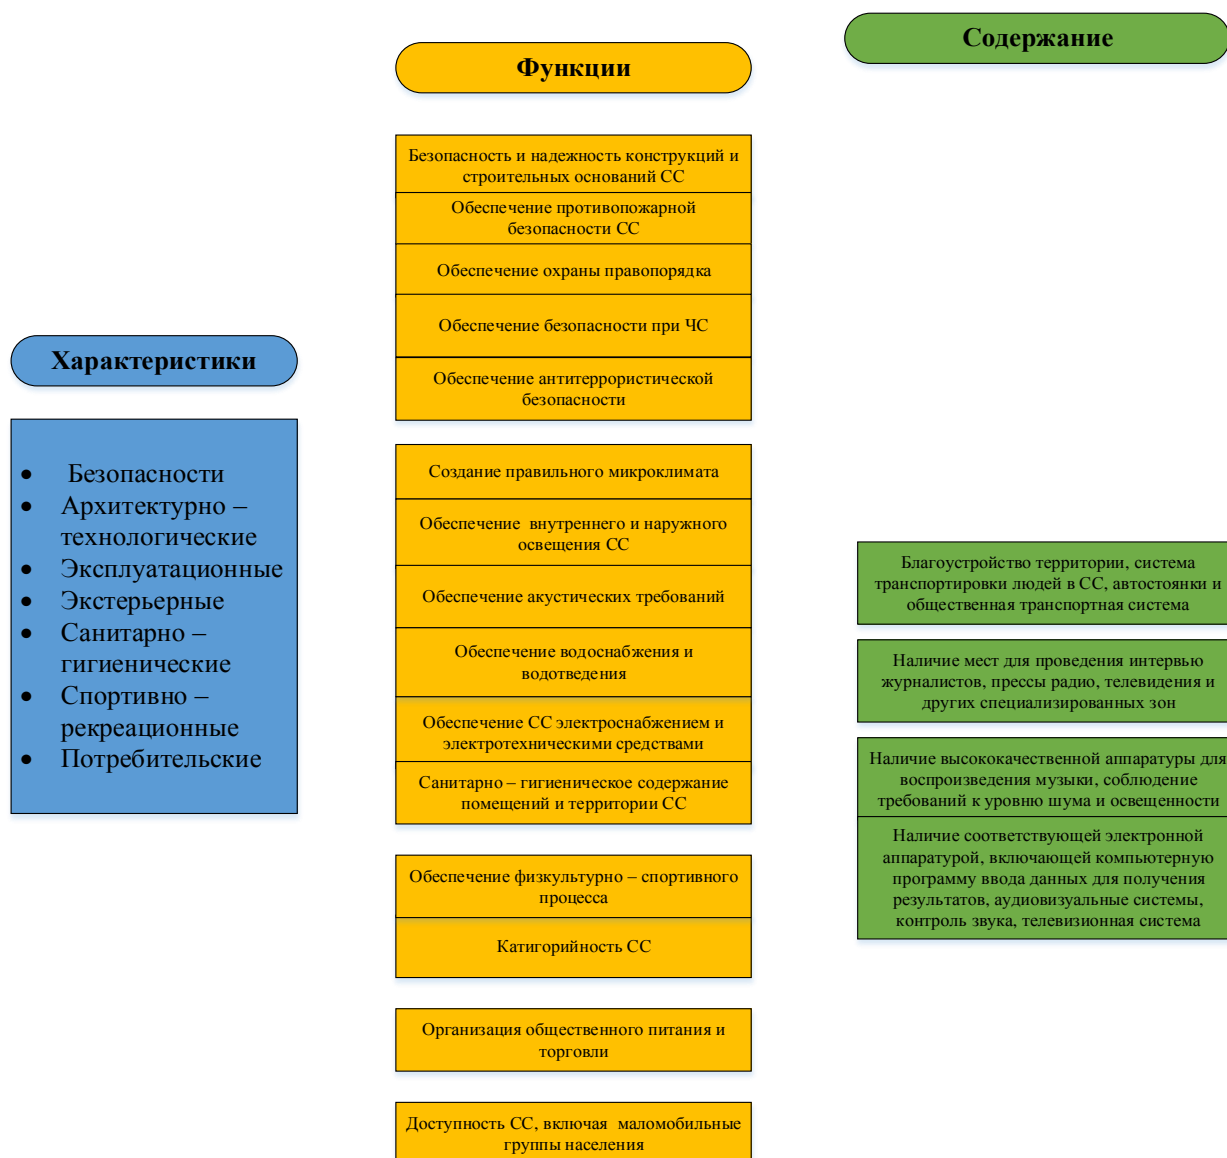 Характеристики
• Безопасности
• Архитектурно –
технологические
• Эксплуатационные
• Экстерьерные
• Санитарно –
гигиенические
• Спортивно –
рекреационные
• Потребительские
Функции
Безопасность и надежность конструкций и
строительных оснований СС
Обеспечение противопожарной
безопасности СС
Обеспечение охраны правопорядка
Обеспечение безопасности при ЧС
Обеспечение антитеррористической
безопасности
Создание правильного микроклимата
Обеспечение внутреннего и наружного
освещения СС
Обеспечение акустических требований
Обеспечение водоснабжения и
водотведения
Обеспечение СС электроснабжением и
электротехническими средствами
Санитарно – гигиеническое содержание
помещений и территории СС
Обеспечение физкультурно – спортивного
процесса
Катигорийность СС
Организация общественного питания и
торговли
Доступность СС, включая маломобильные
группы населения
Содержание
Благоустройство территории, система
транспортировки людей в СС, автостоянки и
общественная транспортная система
Наличие мест для проведения интервью
журналистов, прессы радио, телевидения и
других специализированных зон
Наличие высококачественной аппаратуры для
воспроизведения музыки, соблюдение
требований к уровню шума и освещенности
Наличие соответствующей электронной
аппаратурой, включающей компьютерную
программу ввода данных для получения
результатов, аудиовизуальные системы,
контроль звука, телевизионная система